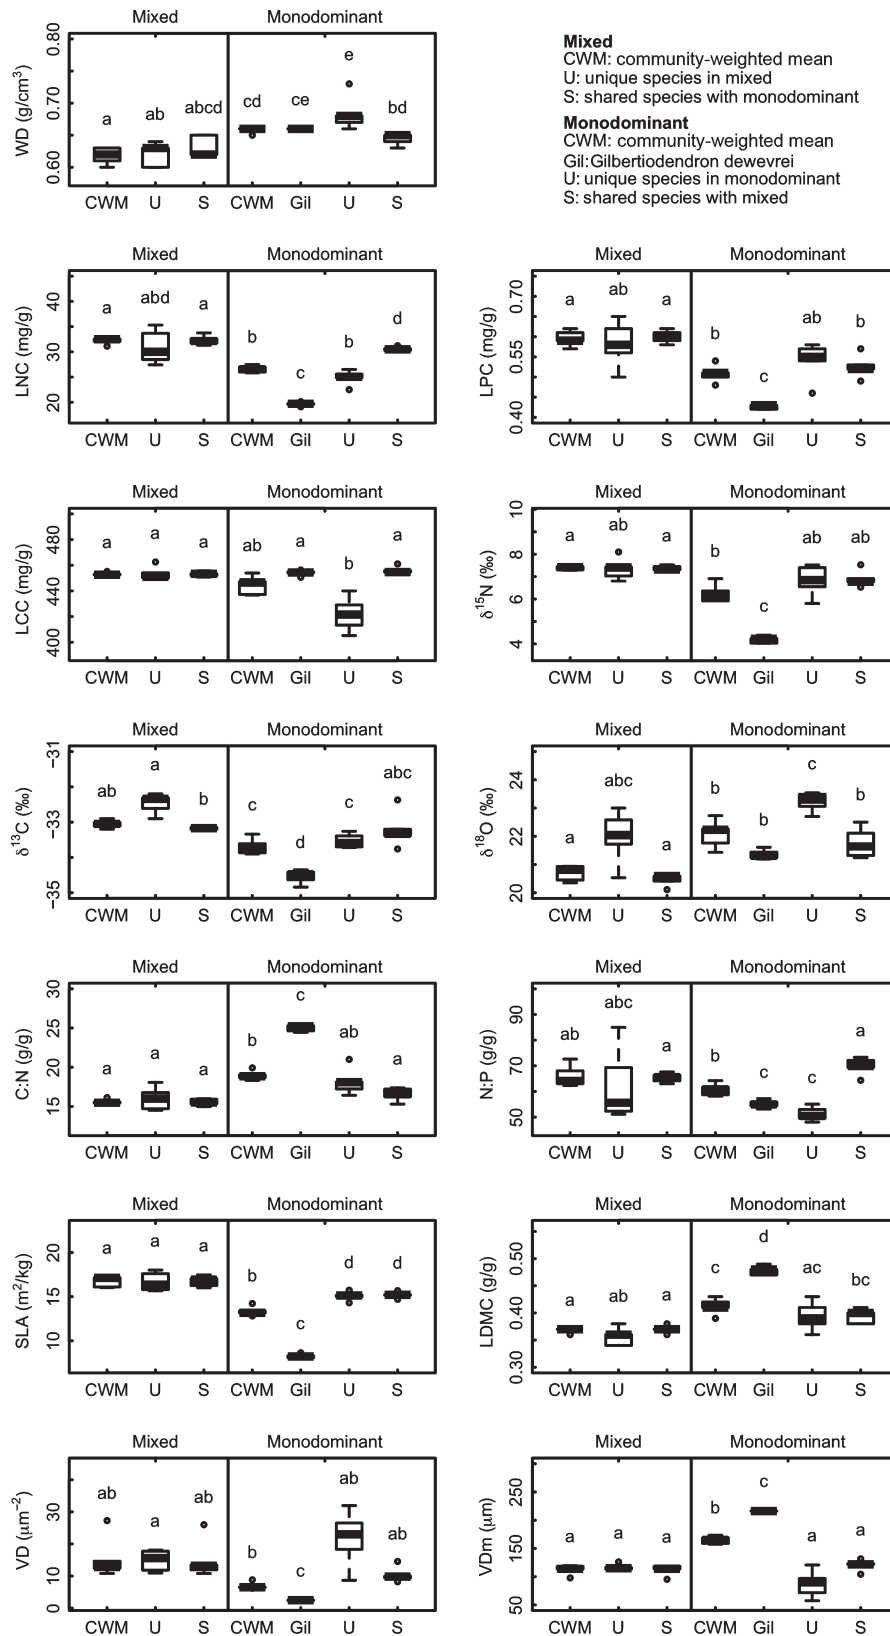 Mixed Monodominant
WD (g/cm³)
0.60 0.70 0.80
a ab abcd cd ce e bd
CWM U S CWM Gil U S
Mixed
CWM: community-weighted mean
U: unique species in mixed
S: shared species with monodominant
Monodominant
CWM: community-weighted mean
Gil:Gilbertiodendron dewevrei
U: unique species in monodominant
S: shared species with mixed
Mixed Monodominant
LNC (mg/g)
20 30 40
a abd a b c b d
CWM U S CWM Gil U S
Mixed Monodominant
LPC (mg/g)
0.40 0.55 0.70
a ab a b c ab b
CWM U S CWM Gil U S
Mixed Monodominant
LCC (mg/g)
400 440 480
a a a ab a b a
CWM U S CWM Gil U S
Mixed Monodominant
δ¹⁵N (‰)
4 6 8 10
a ab a b c ab ab
CWM U S CWM Gil U S
Mixed Monodominant
δ¹³C (‰)
−35 −33 −31
ab a b c d c abc
CWM U S CWM Gil U S
Mixed Monodominant
δ¹⁸O (‰)
20 22 24
a abc a b b c b
CWM U S CWM Gil U S
Mixed Monodominant
C:N (g/g)
15 20 25 30
a a a b c ab a
CWM U S CWM Gil U S
Mixed Monodominant
N:P (g/g)
50 70 90
ab abc a b c c a
CWM U S CWM Gil U S
Mixed Monodominant
SLA (m²/kg)
10 15 20
a a a b c d d
CWM U S CWM Gil U S
Mixed Monodominant
LDMC (g/g)
0.30 0.40 0.50
a ab a c d ac bc
CWM U S CWM Gil U S
Mixed Monodominant
VD (μm⁻²)
0 10 30
ab a ab b c ab ab
CWM U S CWM Gil U S
Mixed Monodominant
VDm (μm)
50 150 250
a a a b c a a
CWM U S CWM Gil U S